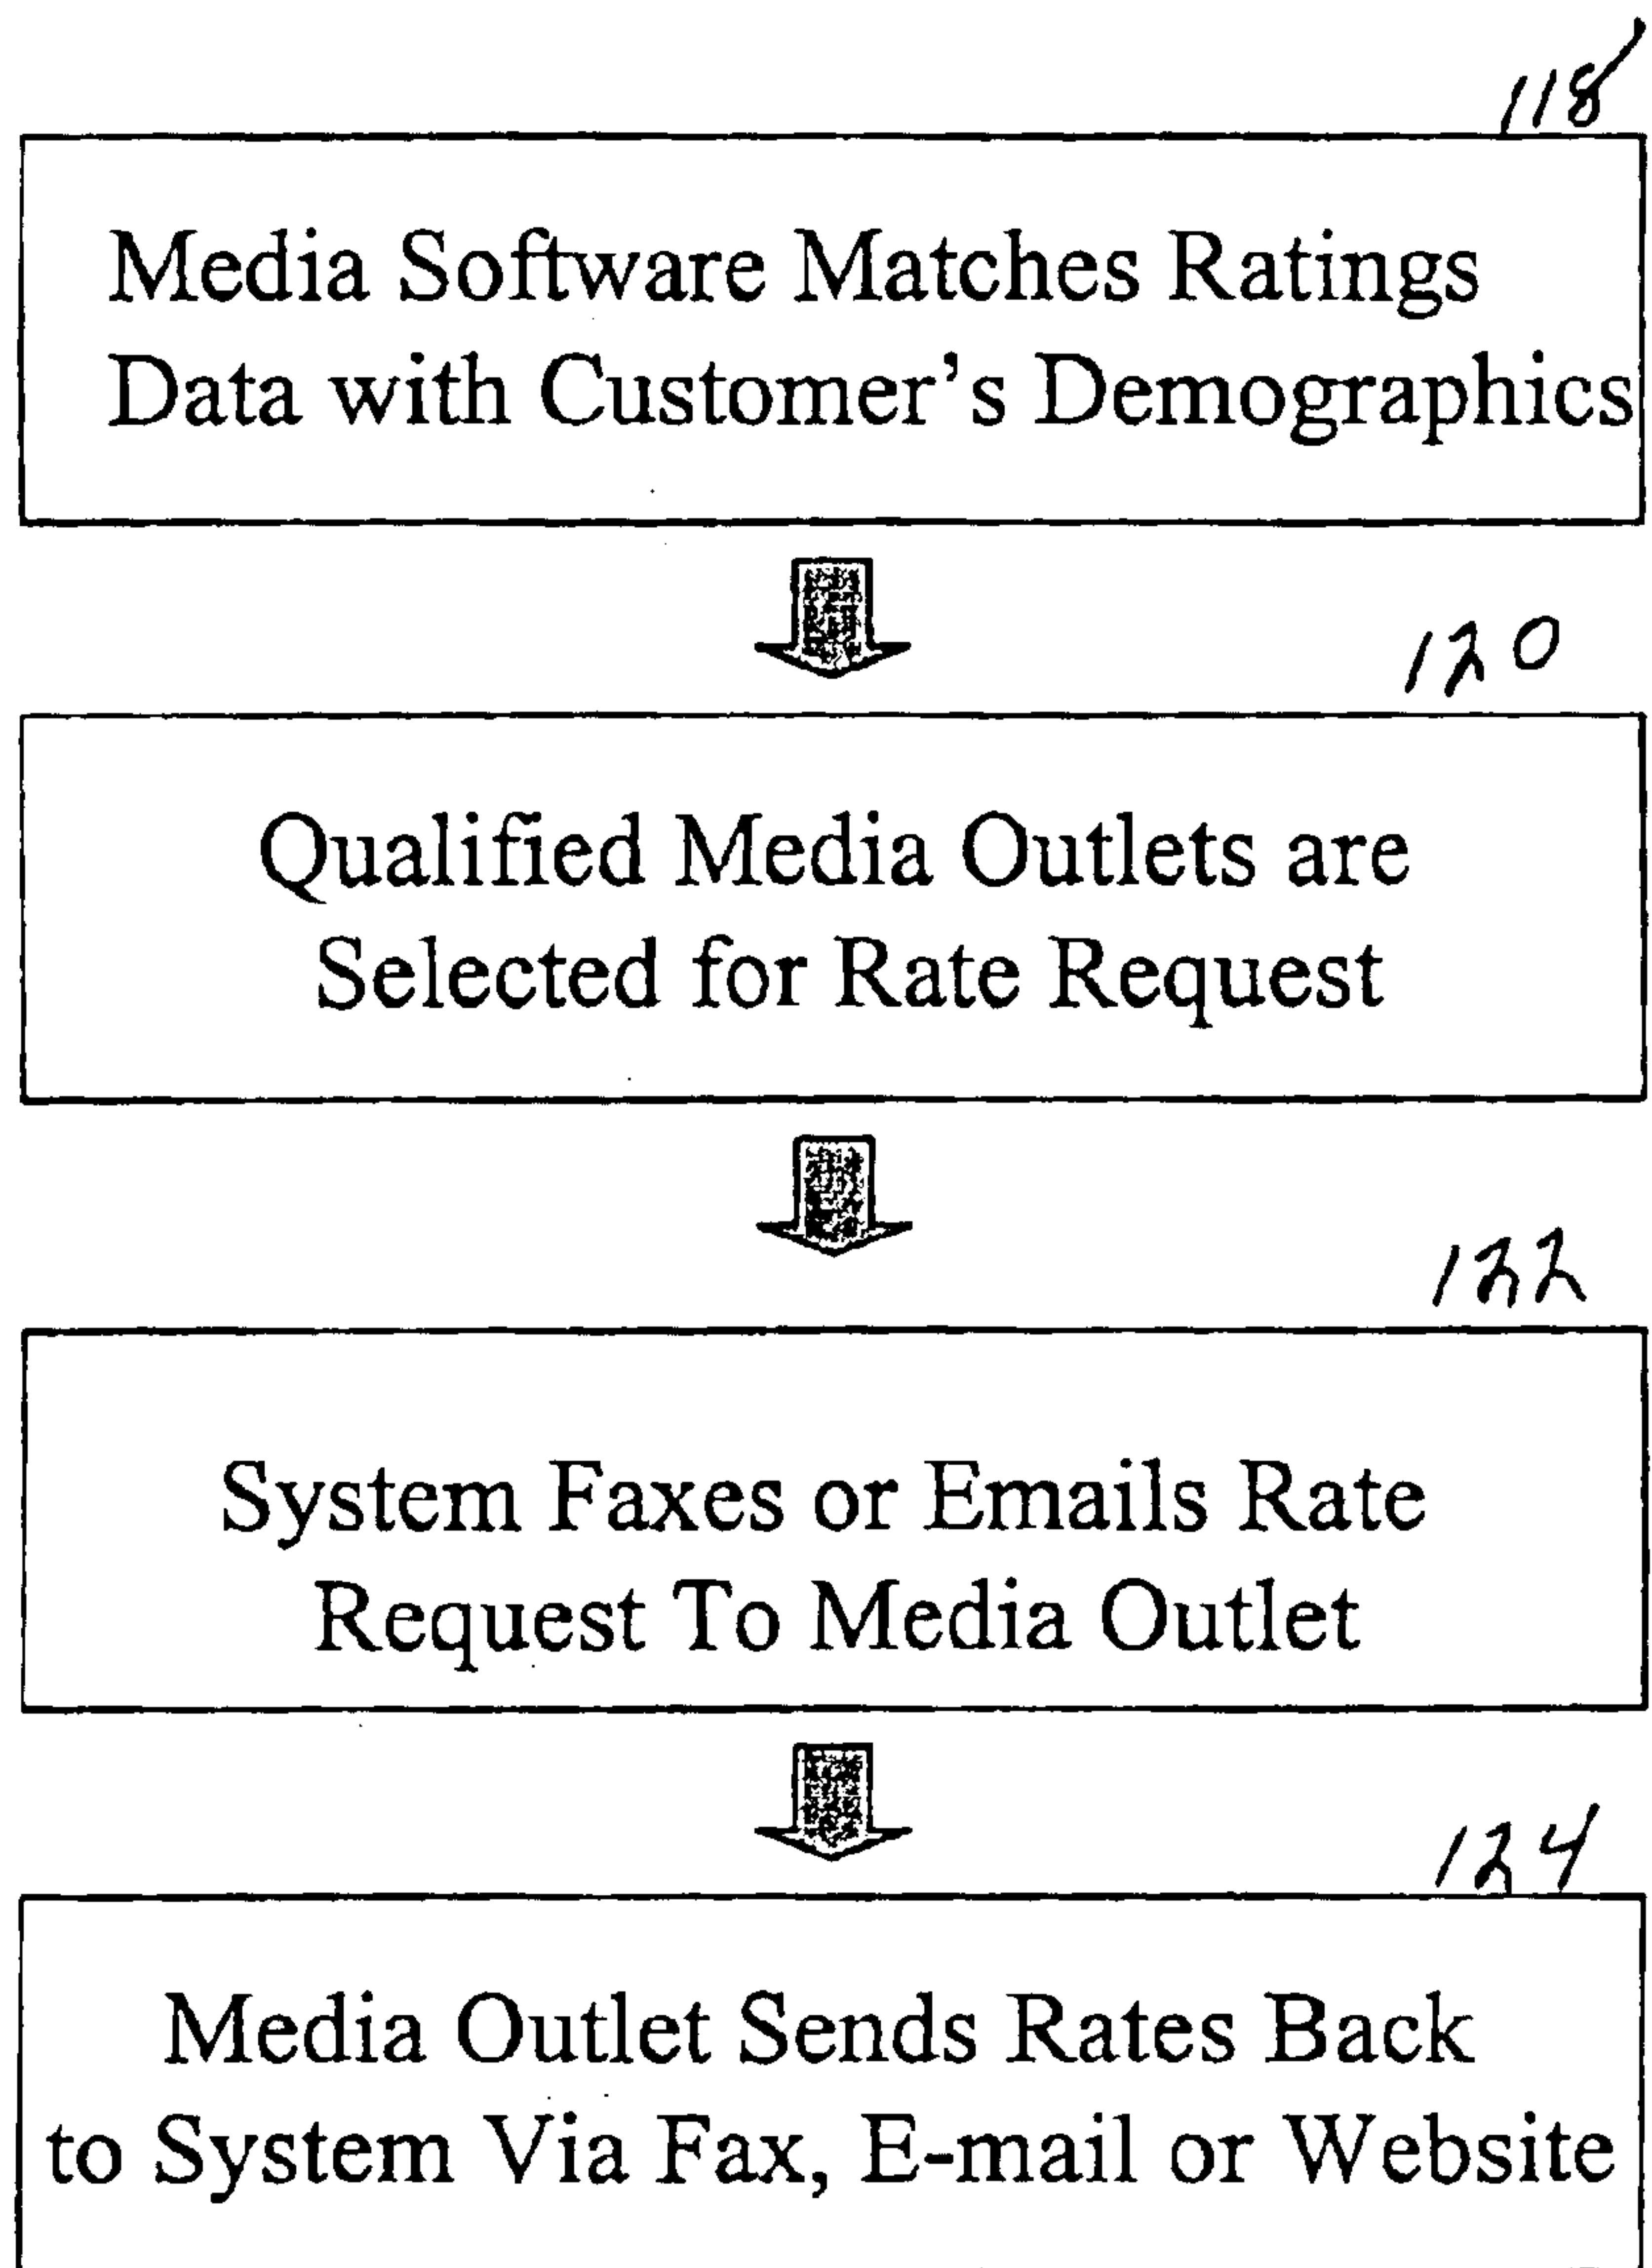 118
Media Software Matches Ratings
Data with Customer's Demographics
120
Qualified Media Outlets are
Selected for Rate Request
122
System Faxes or Emails Rate
Request To Media Outlet
124
Media Outlet Sends Rates Back
to System Via Fax, E-mail or Website